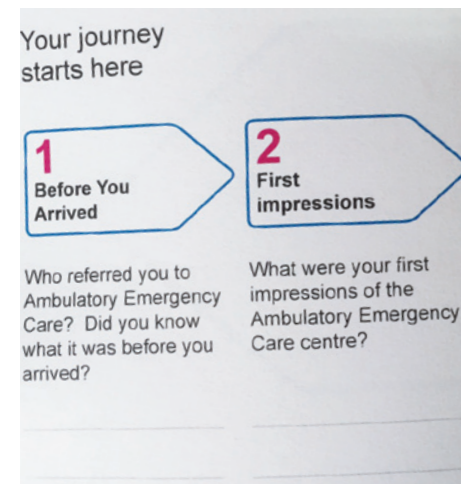 Your journey
starts here
1
Before You
Arrived
Who referred you to
Ambulatory Emergency
Care? Did you know
what it was before you
arrived?
2
First
impressions
What were your first
impressions of the
Ambulatory Emergency
Care centre?